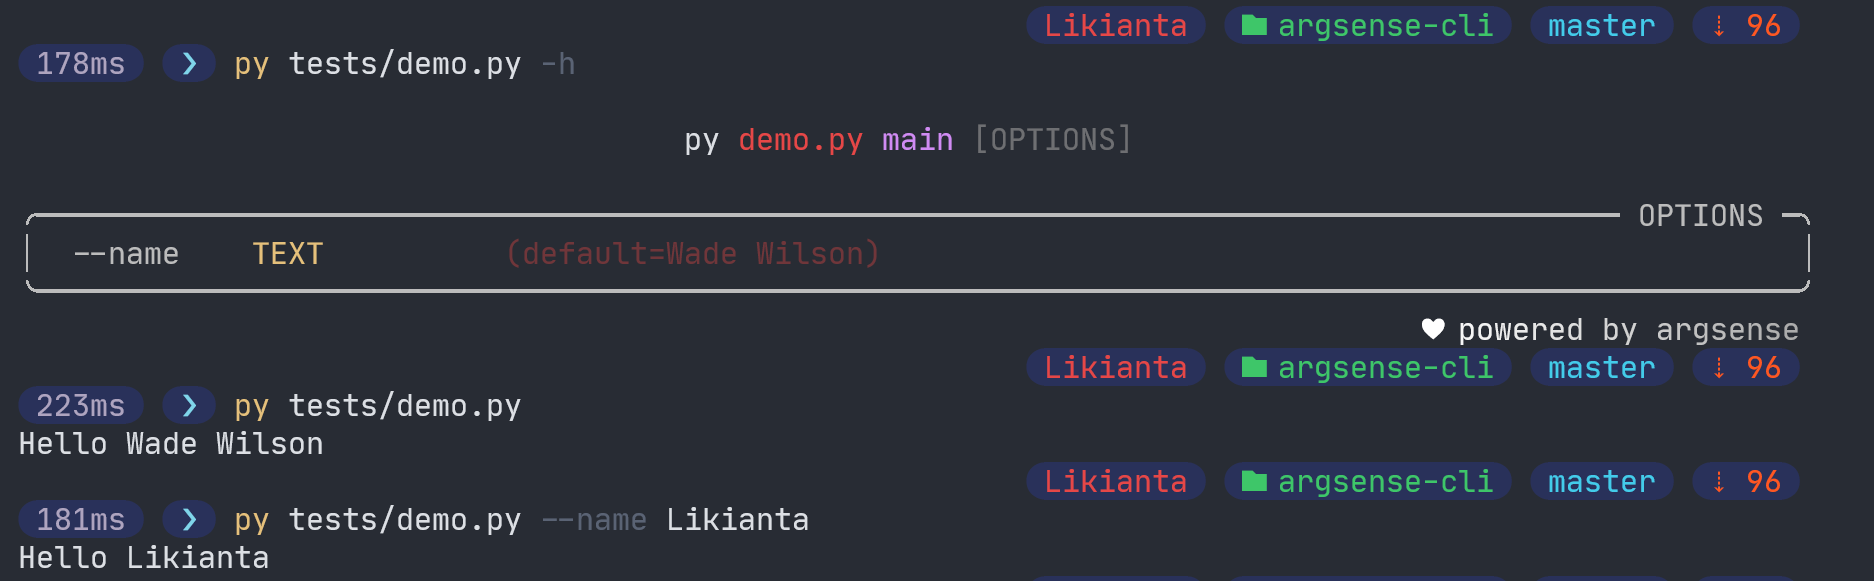 Likianta argsense-cli master ↓ 96
178ms ❯ py tests/demo.py -h
py demo.py main [OPTIONS]
OPTIONS
--name TEXT (default=Wade Wilson)
♥ powered by argsense
Likianta argsense-cli master ↓ 96
223ms ❯ py tests/demo.py
Hello Wade Wilson
Likianta argsense-cli master ↓ 96
181ms ❯ py tests/demo.py --name Likianta
Hello Likianta